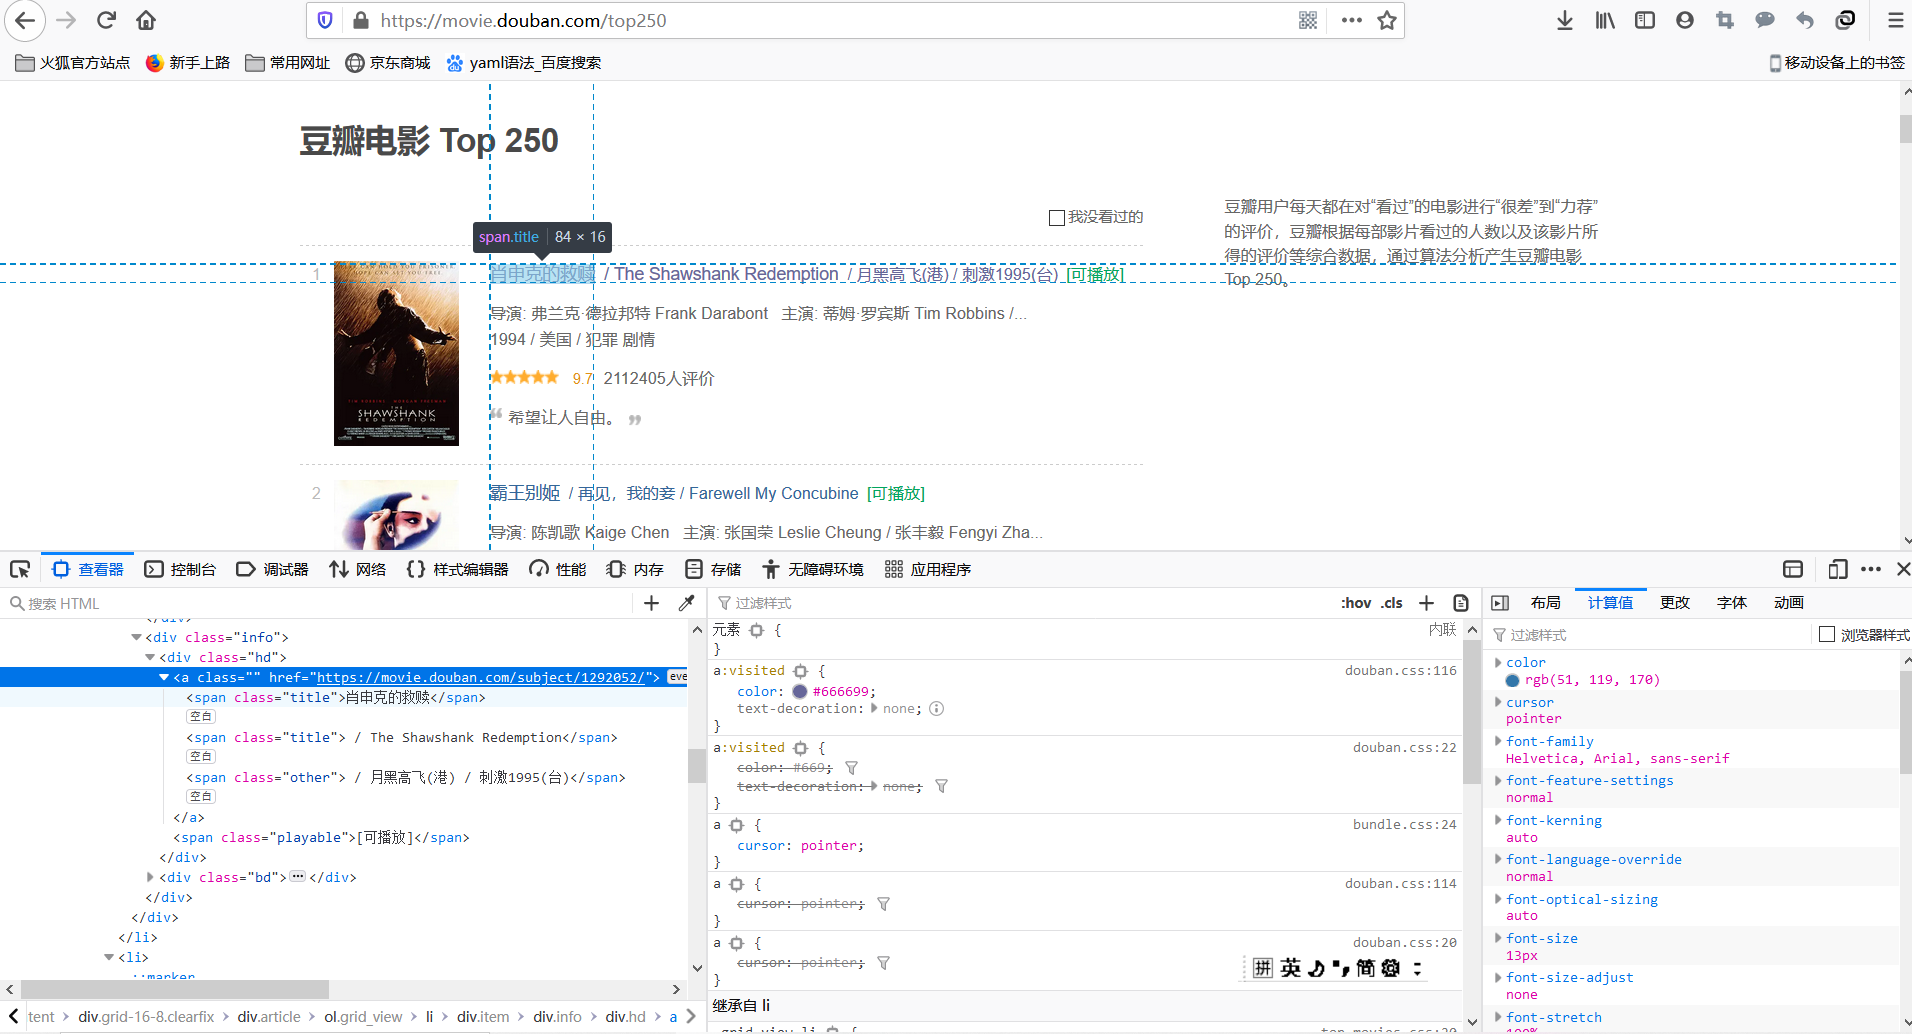 https://movie.douban.com/top250
火狐官方站点 新手上路 常用网址 京东商城 yaml语法_百度搜索 移动设备上的书签
豆瓣电影 Top 250
我没看过的
豆瓣用户每天都在对“看过”的电影进行“很差”到“力荐”
的评价，豆瓣根据每部影片看过的人数以及该影片所
得的评价等综合数据，通过算法分析产生豆瓣电影
Top 250。
span.title 84 × 16
1
肖申克的救赎 / The Shawshank Redemption / 月黑高飞(港) / 刺激1995(台) [可播放]
导演: 弗兰克·德拉邦特 Frank Darabont 主演: 蒂姆·罗宾斯 Tim Robbins /...
1994 / 美国 / 犯罪 剧情
9.7 2112405人评价
“ 希望让人自由。 ”
THE
SHAWSHANK
REDEMPTION
2
霸王别姬 / 再见，我的妾 / Farewell My Concubine [可播放]
导演: 陈凯歌 Kaige Chen 主演: 张国荣 Leslie Cheung / 张丰毅 Fengyi Zha...
查看器 控制台 调试器 网络 {} 样式编辑器 性能 内存 存储 无障碍环境 应用程序
搜索 HTML
</div>
<div class="info">
<div class="hd">
<a class="" href="https://movie.douban.com/subject/1292052/"> eve
<span class="title">肖申克的救赎</span>
空白
<span class="title"> / The Shawshank Redemption</span>
空白
<span class="other"> / 月黑高飞(港) / 刺激1995(台)</span>
空白
</a>
<span class="playable">[可播放]</span>
</div>
<div class="bd">···</div>
</div>
</div>
</li>
<li>
::marker
tent > div.grid-16-8.clearfix > div.article > ol.grid_view > li > div.item > div.info > div.hd > a
过滤样式 :hov .cls +
元素 { 内联
}
a:visited { douban.css:116
color: #666699;
text-decoration: none;
}
a:visited { douban.css:22
color: #669;
text-decoration: none;
}
a { bundle.css:24
cursor: pointer;
}
a { douban.css:114
cursor: pointer;
}
a { douban.css:20
cursor: pointer;
}
继承自 li
.grid_view li { top_movies.css:20
拼 英 简
布局 计算值 更改 字体 动画
过滤样式 浏览器样式
color
rgb(51, 119, 170)
cursor
pointer
font-family
Helvetica, Arial, sans-serif
font-feature-settings
normal
font-kerning
auto
font-language-override
normal
font-optical-sizing
auto
font-size
13px
font-size-adjust
none
font-stretch
100%